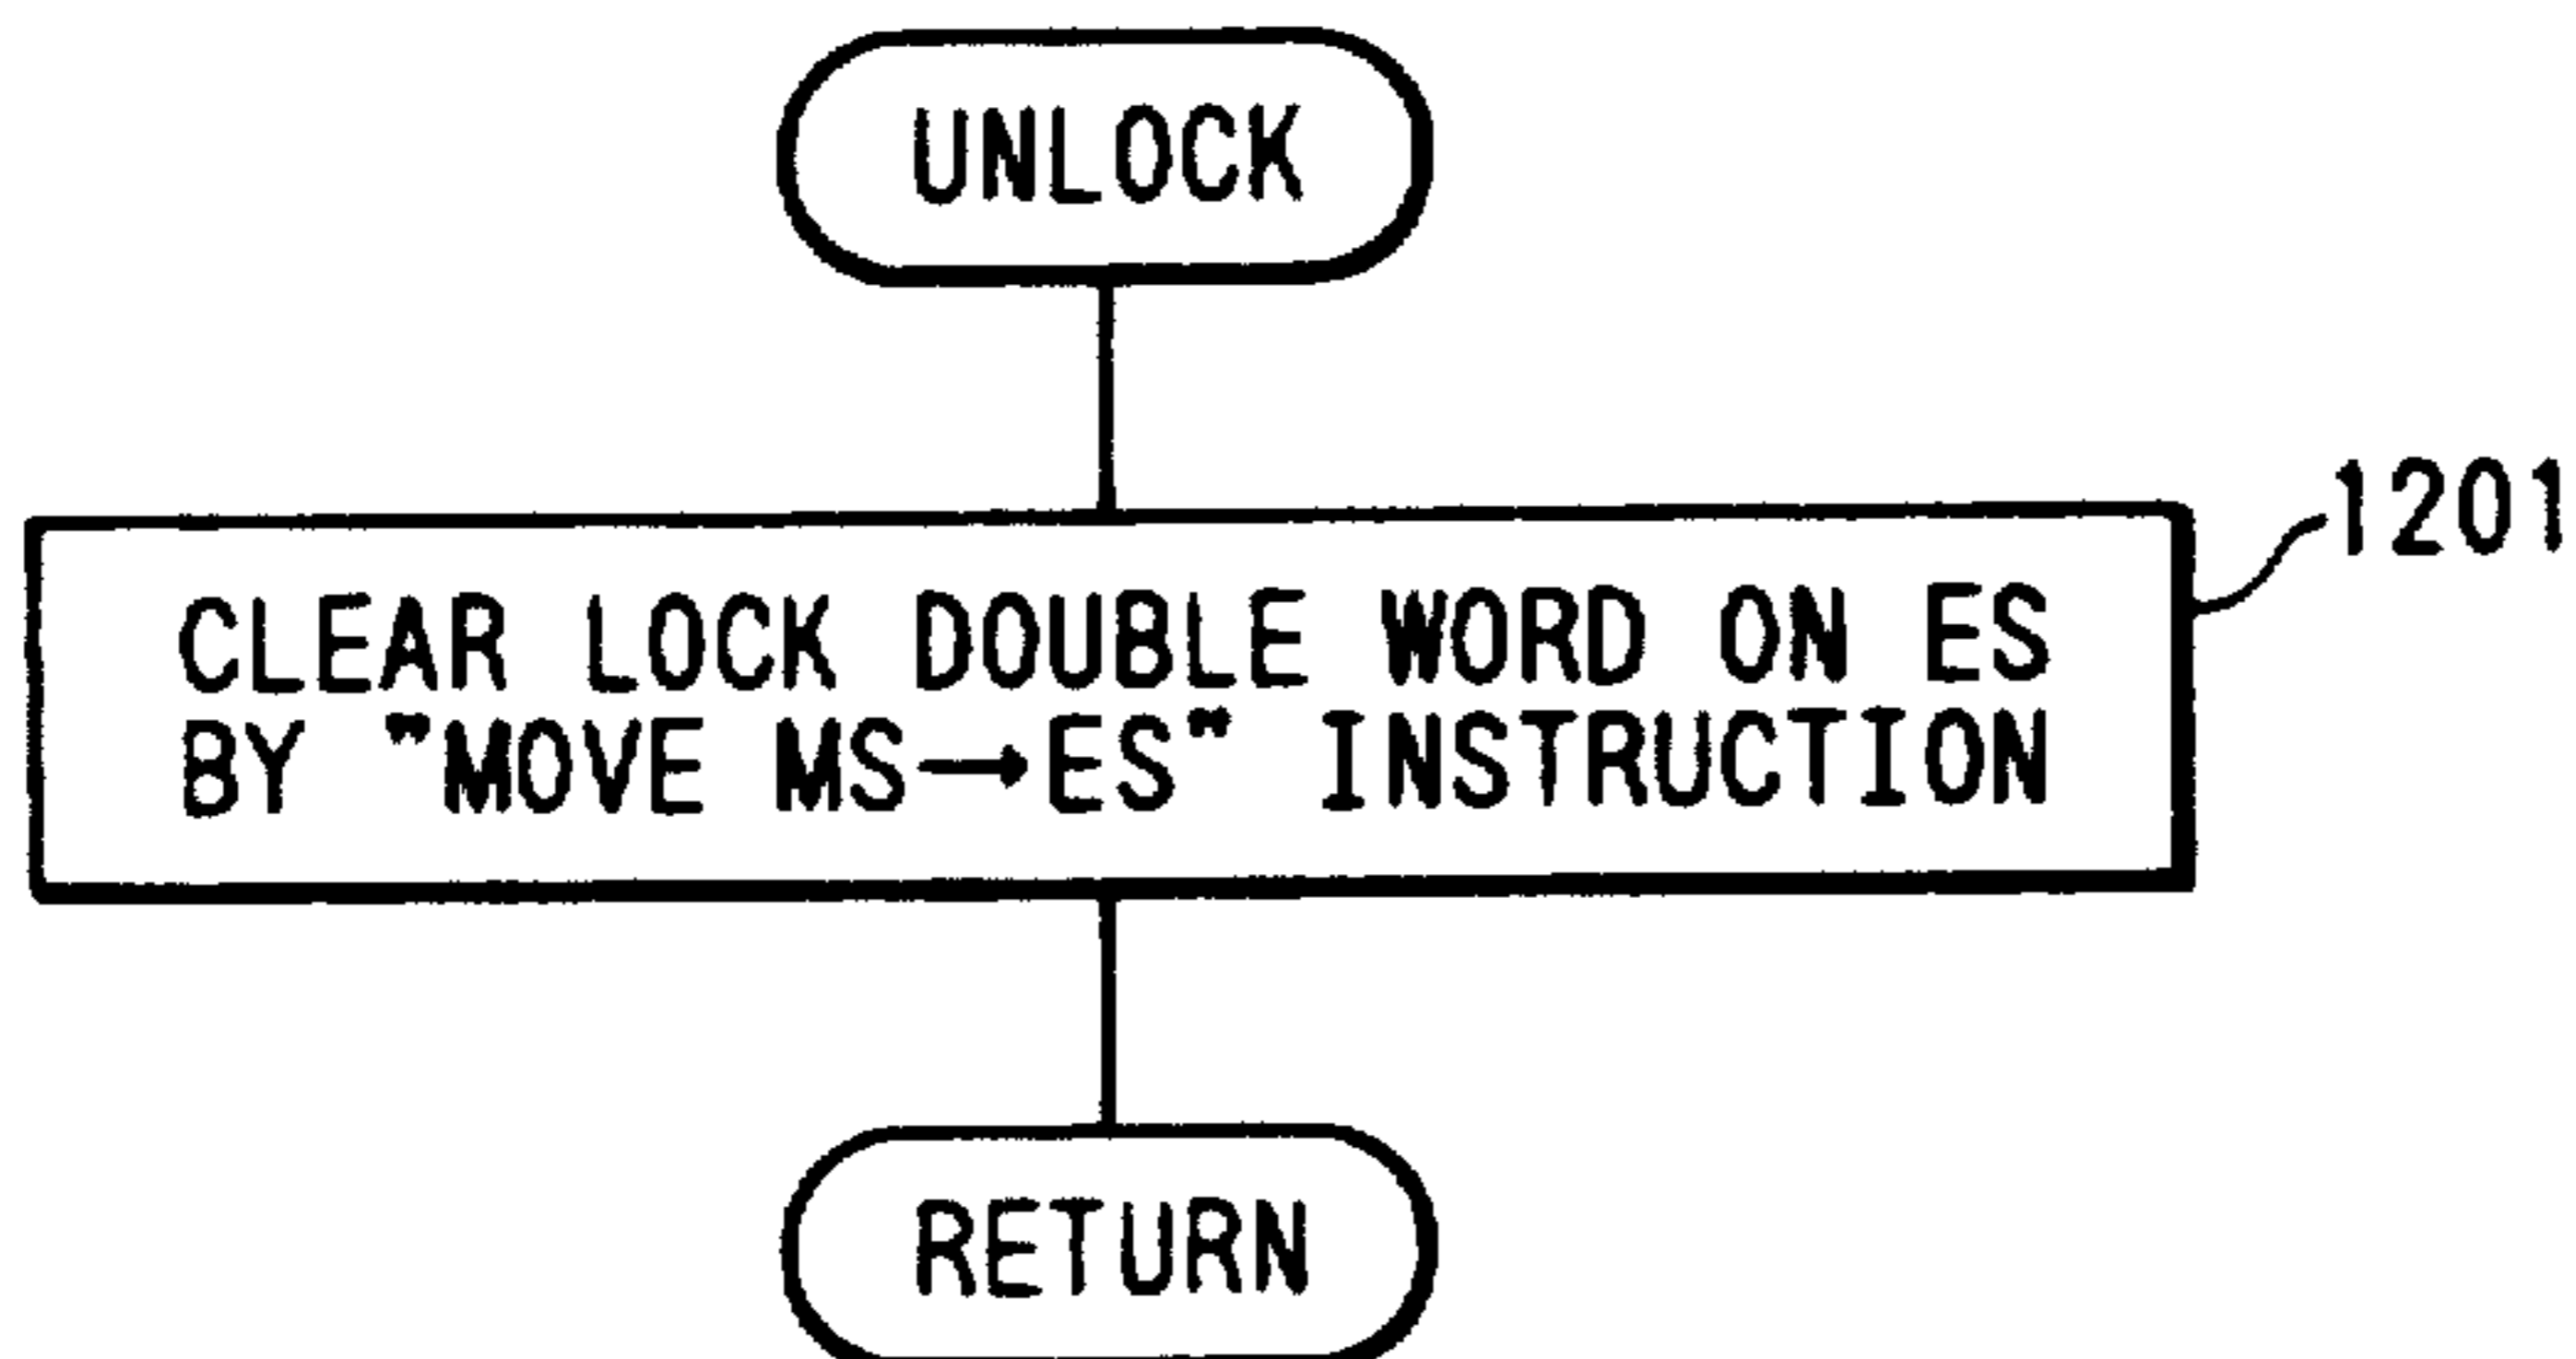 UNLOCK
1201
CLEAR LOCK DOUBLE WORD ON ES
BY "MOVE MS→ES" INSTRUCTION
RETURN